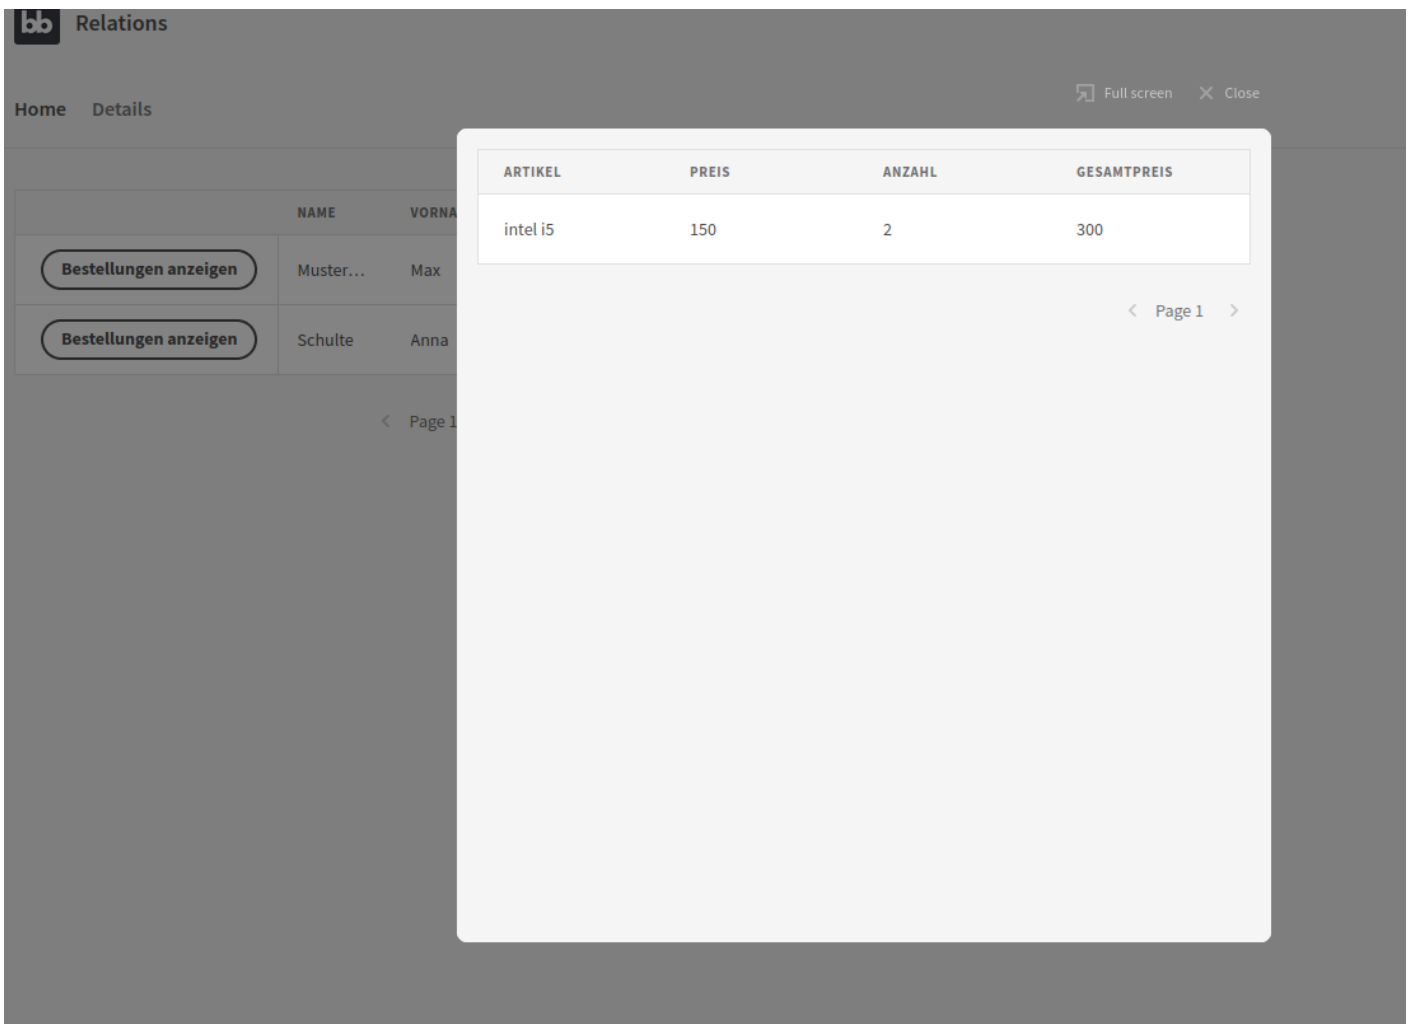 bb Relations
Home Details
Full screen Close
ARTIKEL PREIS ANZAHL GESAMTPREIS
intel i5 150 2 300
Page 1
NAME VORNA
Bestellungen anzeigen Muster… Max
Bestellungen anzeigen Schulte Anna
Page 1